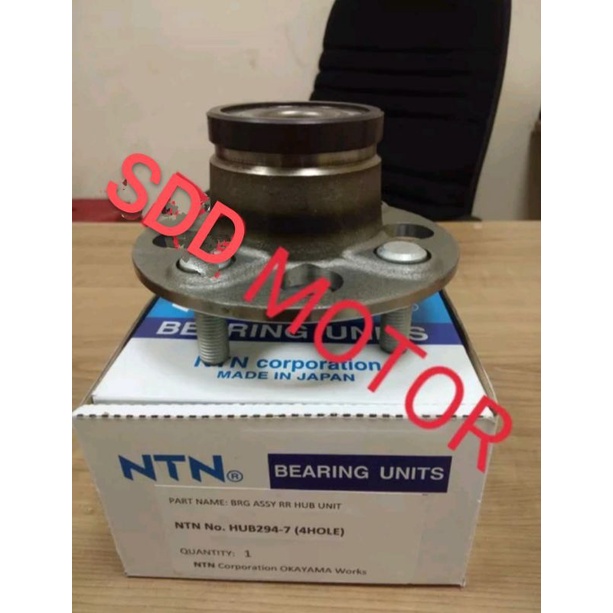 SDD MOTOR
BEARING UNITS
NTN corporation
MADE IN JAPAN
NTN® BEARING UNITS
PART NAME: BRG ASSY RR HUB UNIT
NTN No. HUB294-7 (4HOLE)
QUANTITY: 1
NTN Corporation OKAYAMA Works